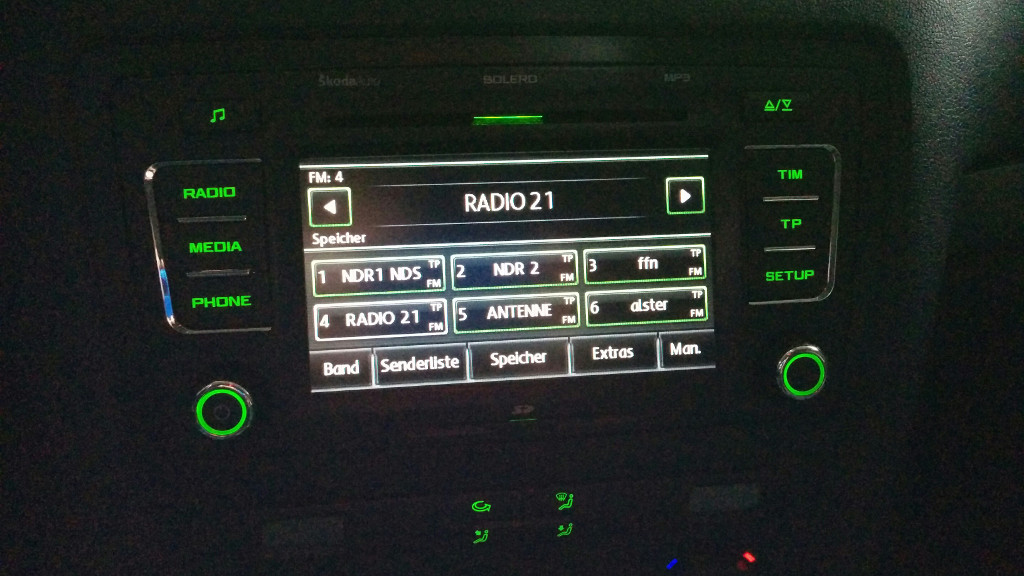 Škoda Auto BOLERO MP3
RADIO
MEDIA
PHONE
FM: 4
RADIO 21
Speicher
1 NDR1 NDS TP FM
2 NDR 2 TP FM
3 ffn TP FM
4 RADIO 21 TP FM
5 ANTENNE TP FM
6 alster TP FM
Band Senderliste Speicher Extras Man.
TIM
TP
SETUP
SD